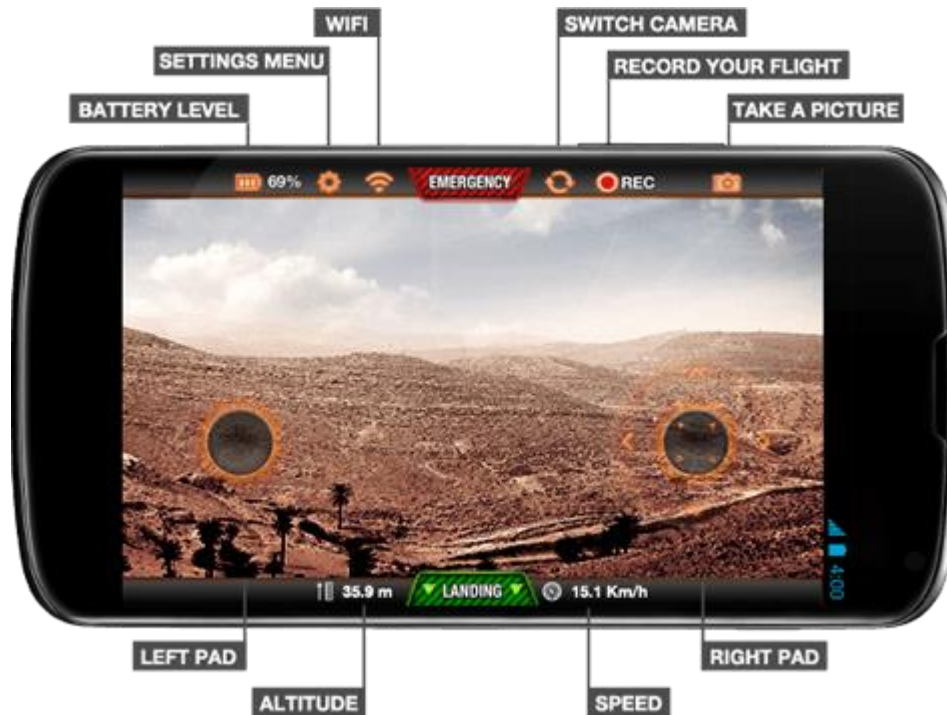 WIFI
SWITCH CAMERA
SETTINGS MENU
RECORD YOUR FLIGHT
BATTERY LEVEL
TAKE A PICTURE
69%
EMERGENCY
REC
35.9 m
LANDING
15.1 Km/h
4:00
LEFT PAD
RIGHT PAD
ALTITUDE
SPEED